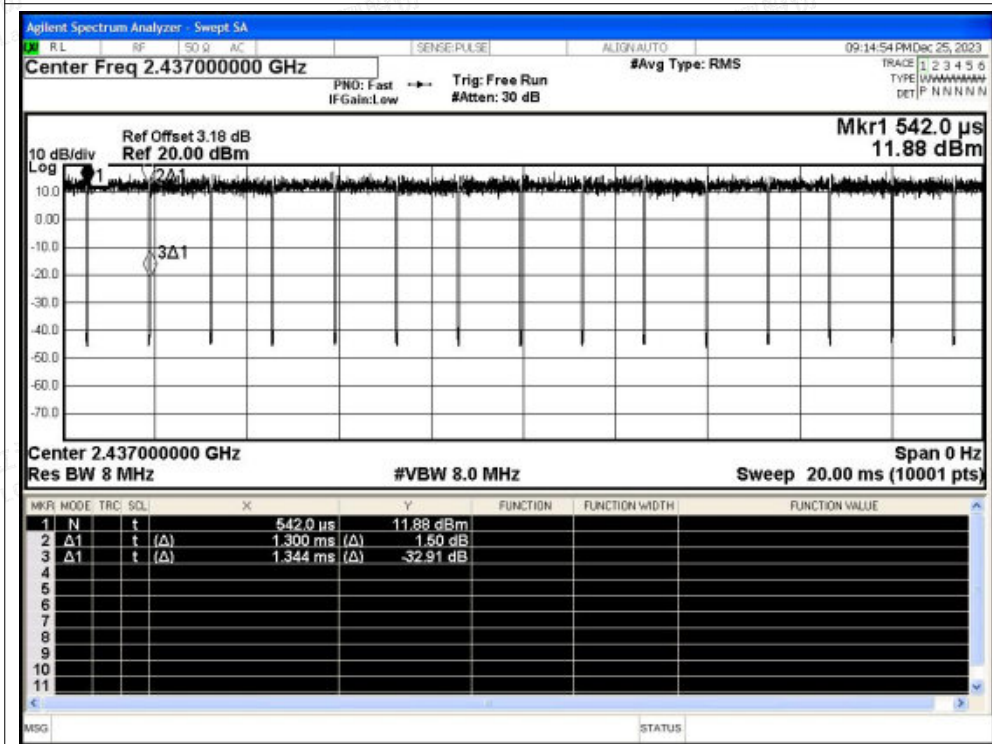 Agilent Spectrum Analyzer - Swept SA
RL RF 50 Ω AC SENSE:PULSE ALIGNAUTO 09:14:54 PMDec 25, 2023
Center Freq 2.437000000 GHz
PNO: Fast
IFGain:Low
Trig: Free Run
#Atten: 30 dB
#Avg Type: RMS
TRACE 1 2 3 4 5 6
TYPE
DET P N N N N N
Mkr1 542.0 µs
11.88 dBm
Ref Offset 3.18 dB
10 dB/div Ref 20.00 dBm
Log
1
2Δ1
3Δ1
10.0
0.00
-10.0
-20.0
-30.0
-40.0
-50.0
-60.0
-70.0
Center 2.437000000 GHz Span 0 Hz
Res BW 8 MHz #VBW 8.0 MHz Sweep 20.00 ms (10001 pts)
MKR MODE TRC SCL X Y FUNCTION FUNCTION WIDTH FUNCTION VALUE
1 N t 542.0 µs 11.88 dBm
2 Δ1 t (Δ) 1.300 ms (Δ) 1.50 dB
3 Δ1 t (Δ) 1.344 ms (Δ) -32.91 dB
4
5
6
7
8
9
10
11
MSG STATUS